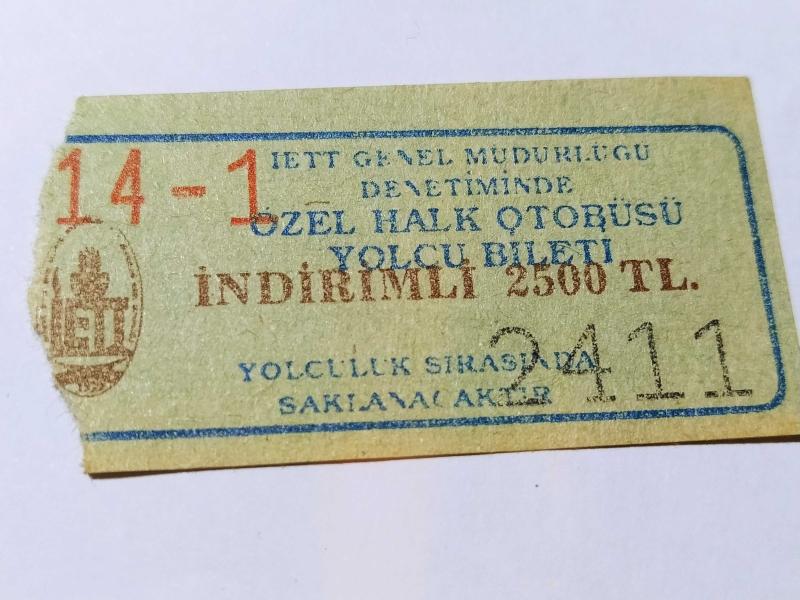 14-1
IETT GENEL MUDURLUGU
DENETIMINDE
ÖZEL HALK OTOBÜSÜ
YOLCU BILETI
İNDİRİMLİ 2500 TL.
IETT
2411
YOLCULUK SIRASINDA
SAKLANACAKTIR